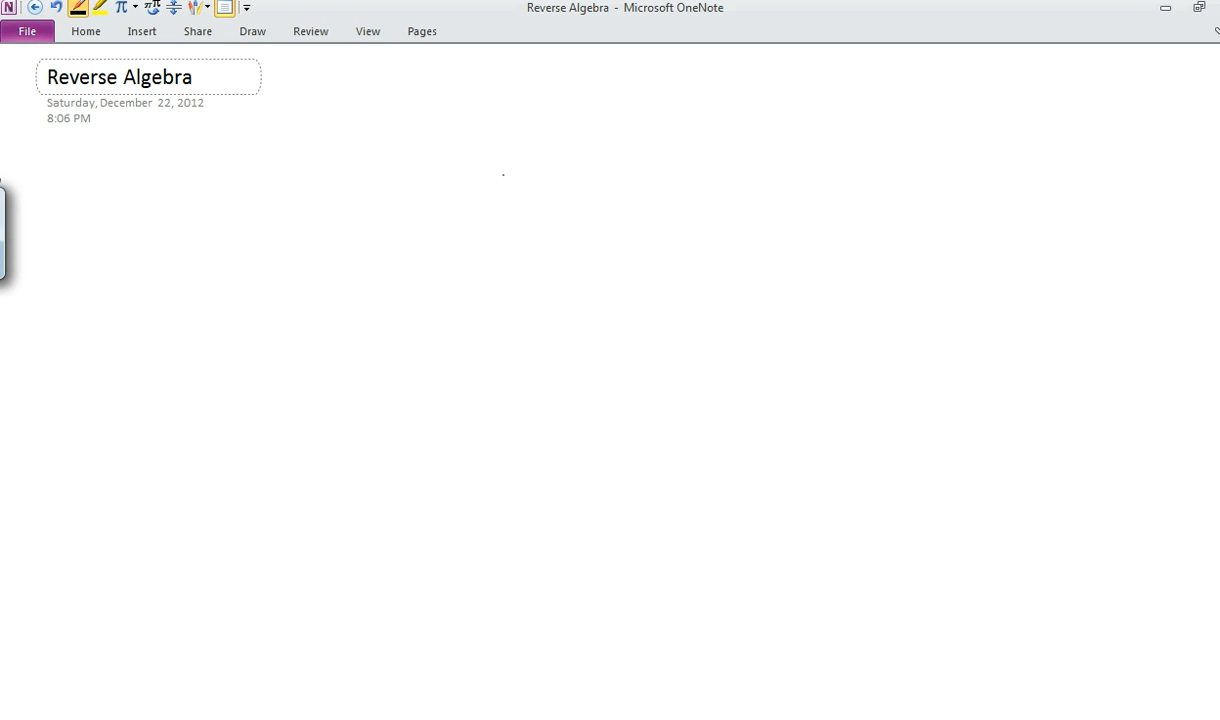 Reverse Algebra - Microsoft OneNote
File Home Insert Share Draw Review View Pages
Reverse Algebra
Saturday, December 22, 2012
8:06 PM